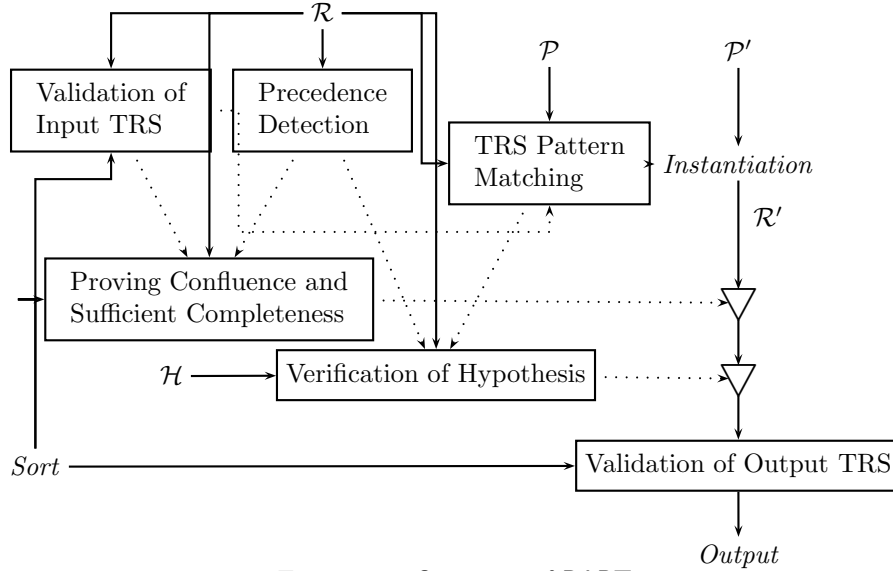 R
P
P′
Validation of
Input TRS
Precedence
Detection
TRS Pattern
Matching
Instantiation
R′
Proving Confluence and
Sufficient Completeness
H
Verification of Hypothesis
Sort
Validation of Output TRS
Output